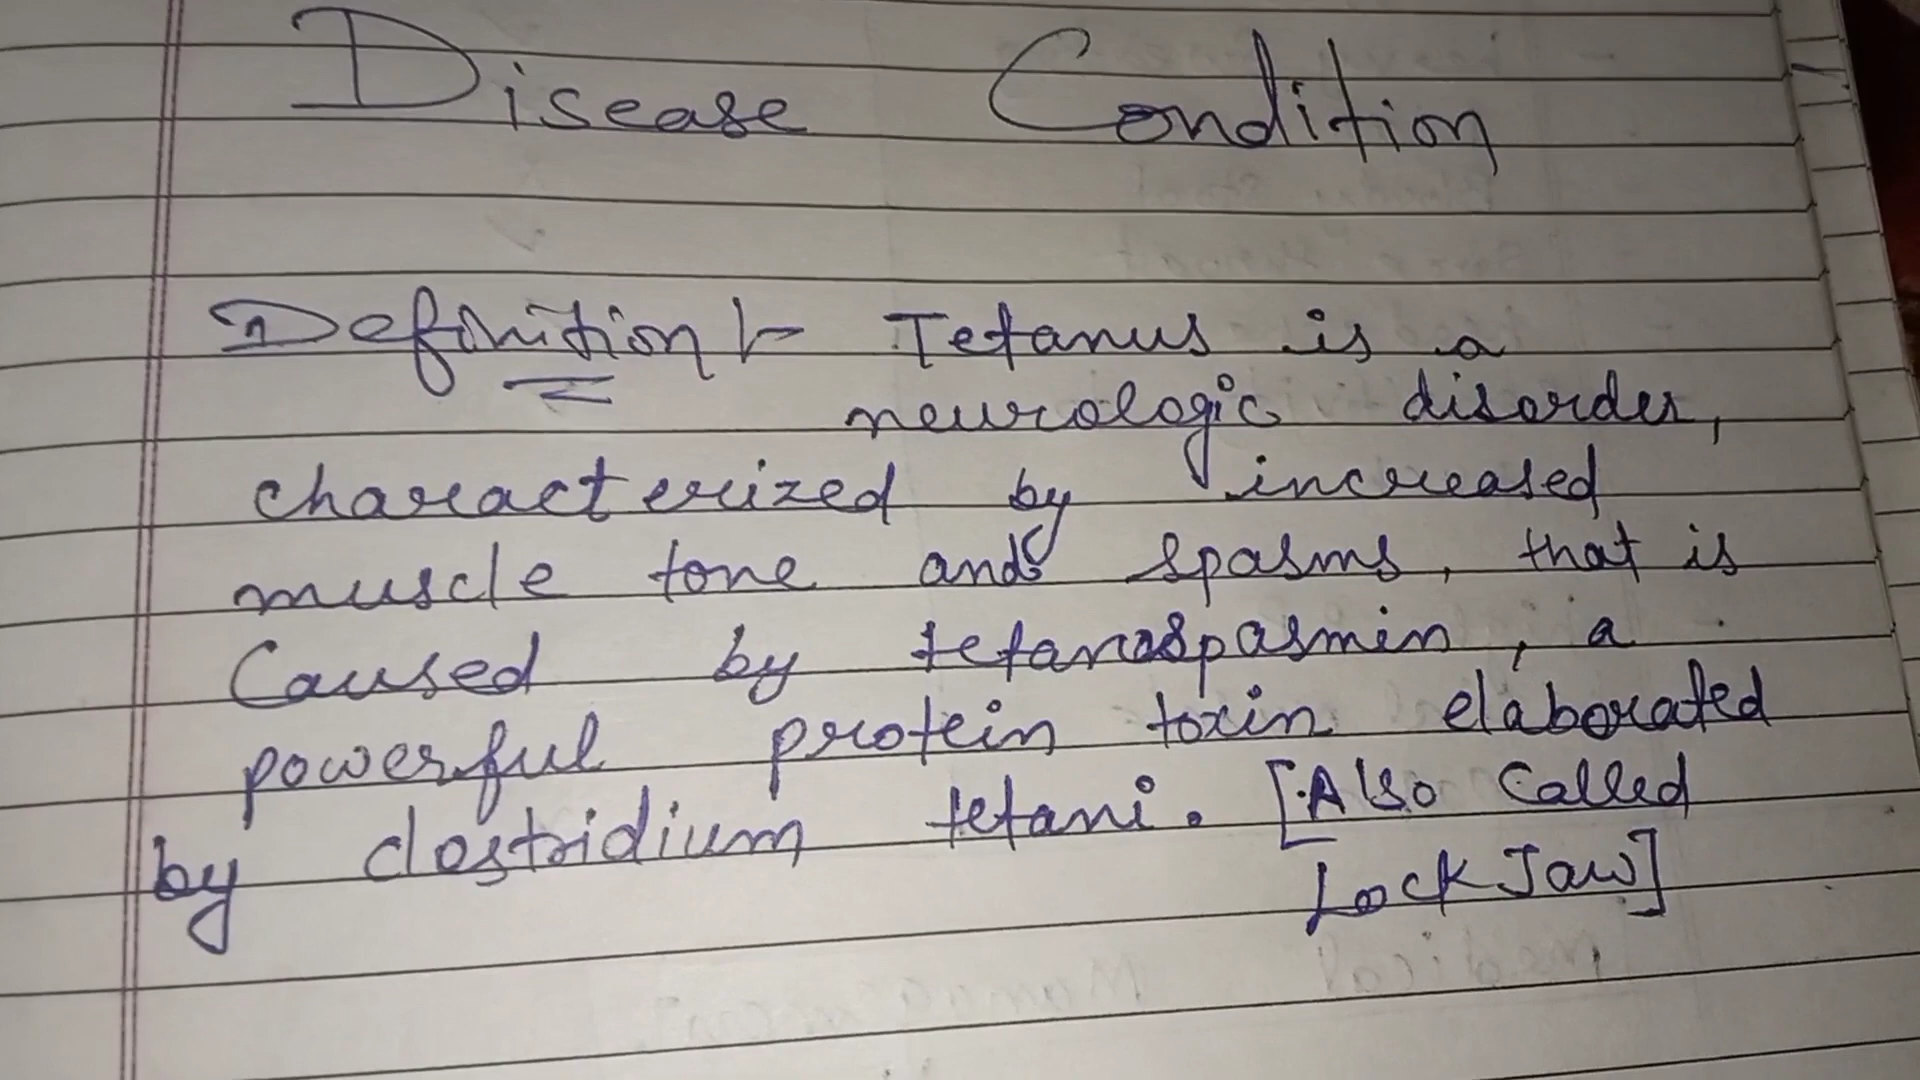 Disease Condition
Definition :- Tetanus is a
neurologic disorder,
characterized by increased
muscle tone and spasms, that is
Caused by tetanospasmin, a
powerful protein toxin elaborated
by clostridium tetani. [Also Called
Lock Jaw]